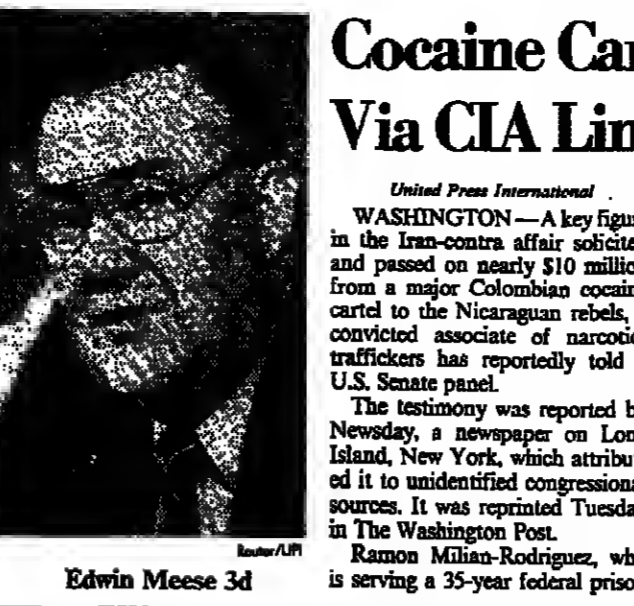 Cocaine Car
Via CIA Lin
United Press International
WASHINGTON — A key figur
in the Iran-contra affair solicite
and passed on nearly $10 millio
from a major Colombian cocain
cartel to the Nicaraguan rebels,
convicted associate of narcotic
traffickers has reportedly told
U.S. Senate panel.
The testimony was reported b
Newsday, a newspaper on Lon
Island, New York, which attribut
ed it to unidentified congressiona
sources. It was reprinted Tuesda
in The Washington Post.
Ramon Milian-Rodriguez, wh
is serving a 35-year federal priso
Reuter/UPI
Edwin Meese 3d